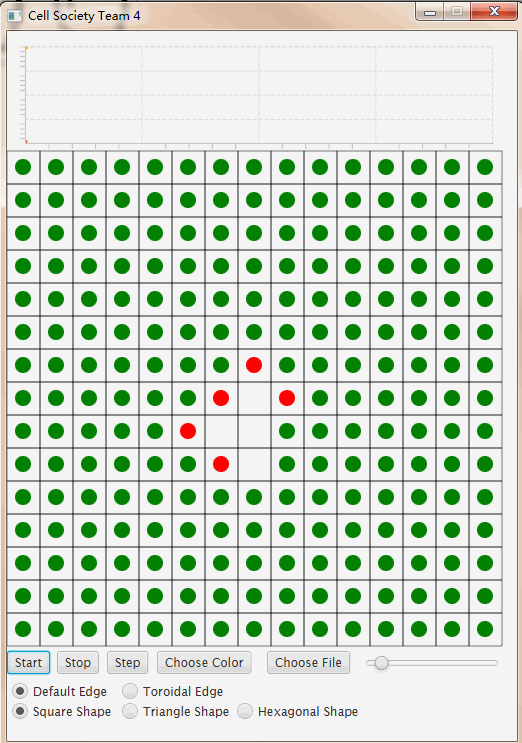 Cell Society Team 4
Start Stop Step Choose Color Choose File
Default Edge Toroidal Edge
Square Shape Triangle Shape Hexagonal Shape